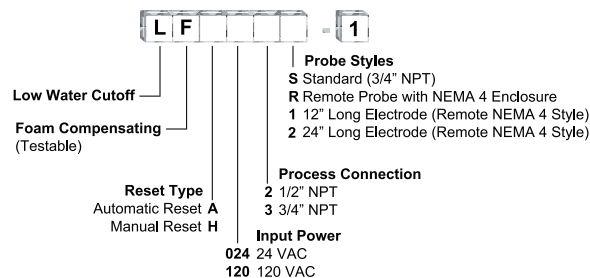 L F - 1
Probe Styles
S Standard (3/4" NPT)
R Remote Probe with NEMA 4 Enclosure
1 12" Long Electrode (Remote NEMA 4 Style)
2 24" Long Electrode (Remote NEMA 4 Style)
Low Water Cutoff
Foam Compensating
(Testable)
Process Connection
2 1/2" NPT
3 3/4" NPT
Reset Type
Automatic Reset A
Manual Reset H
Input Power
024 24 VAC
120 120 VAC